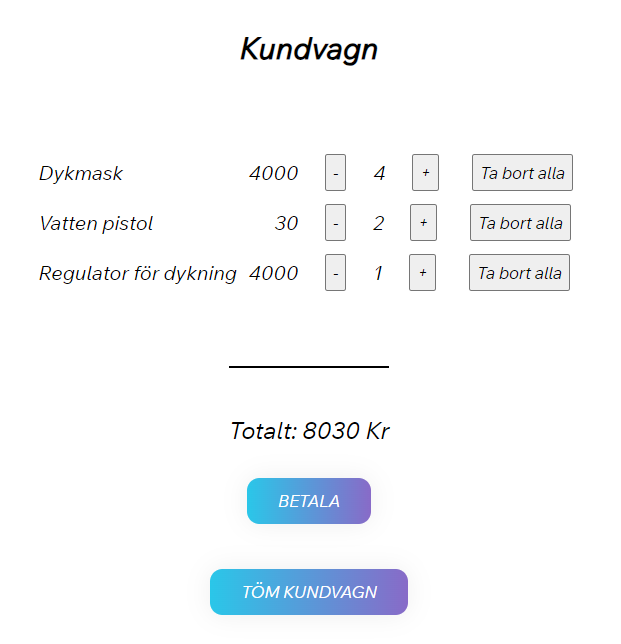 Kundvagn
Dykmask 4000 - 4 + Ta bort alla
Vatten pistol 30 - 2 + Ta bort alla
Regulator för dykning 4000 - 1 + Ta bort alla
Totalt: 8030 Kr
BETALA
TÖM KUNDVAGN